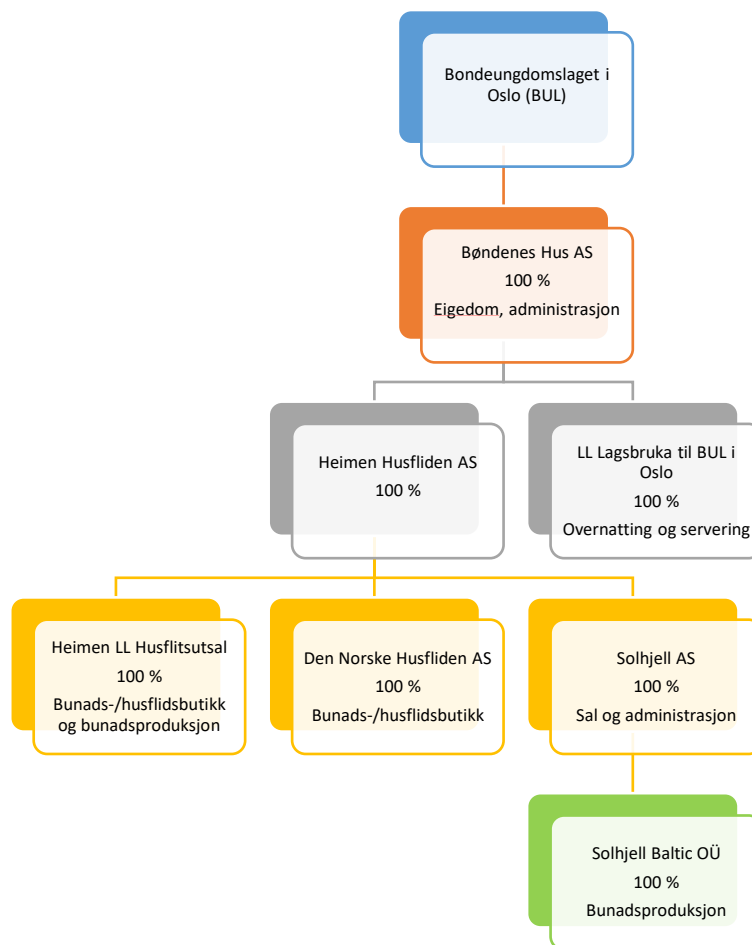 Bondeungdomslaget i
Oslo (BUL)
Bøndenes Hus AS
100 %
Eigedom, administrasjon
Heimen Husfliden AS
100 %
LL Lagsbruka til BUL i
Oslo
100 %
Overnatting og servering
Heimen LL Husflitsutsal
100 %
Bunads-/husflidsbutikk
og bunadsproduksjon
Den Norske Husfliden AS
100 %
Bunads-/husflidsbutikk
Solhjell AS
100 %
Sal og administrasjon
Solhjell Baltic OÜ
100 %
Bunadsproduksjon